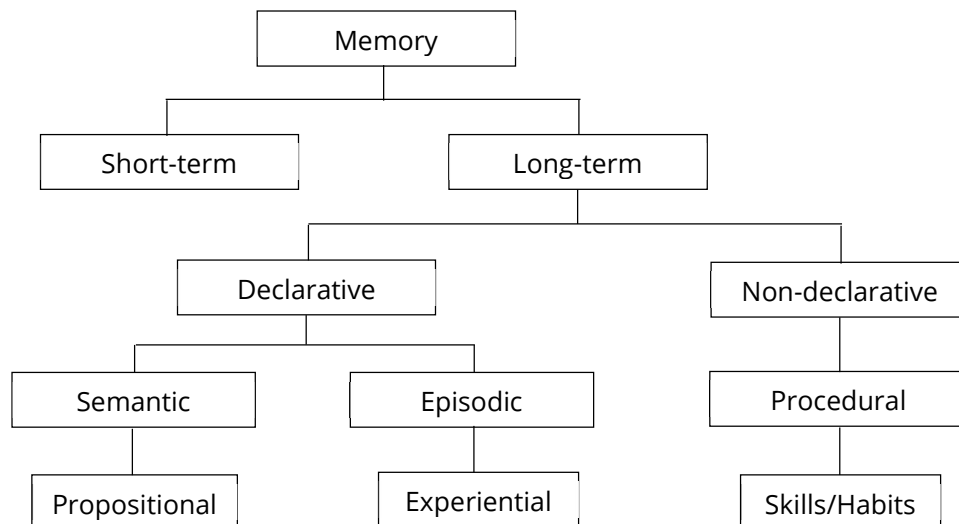 Memory
Short-term
Long-term
Declarative
Non-declarative
Semantic
Episodic
Procedural
Propositional
Experiential
Skills/Habits